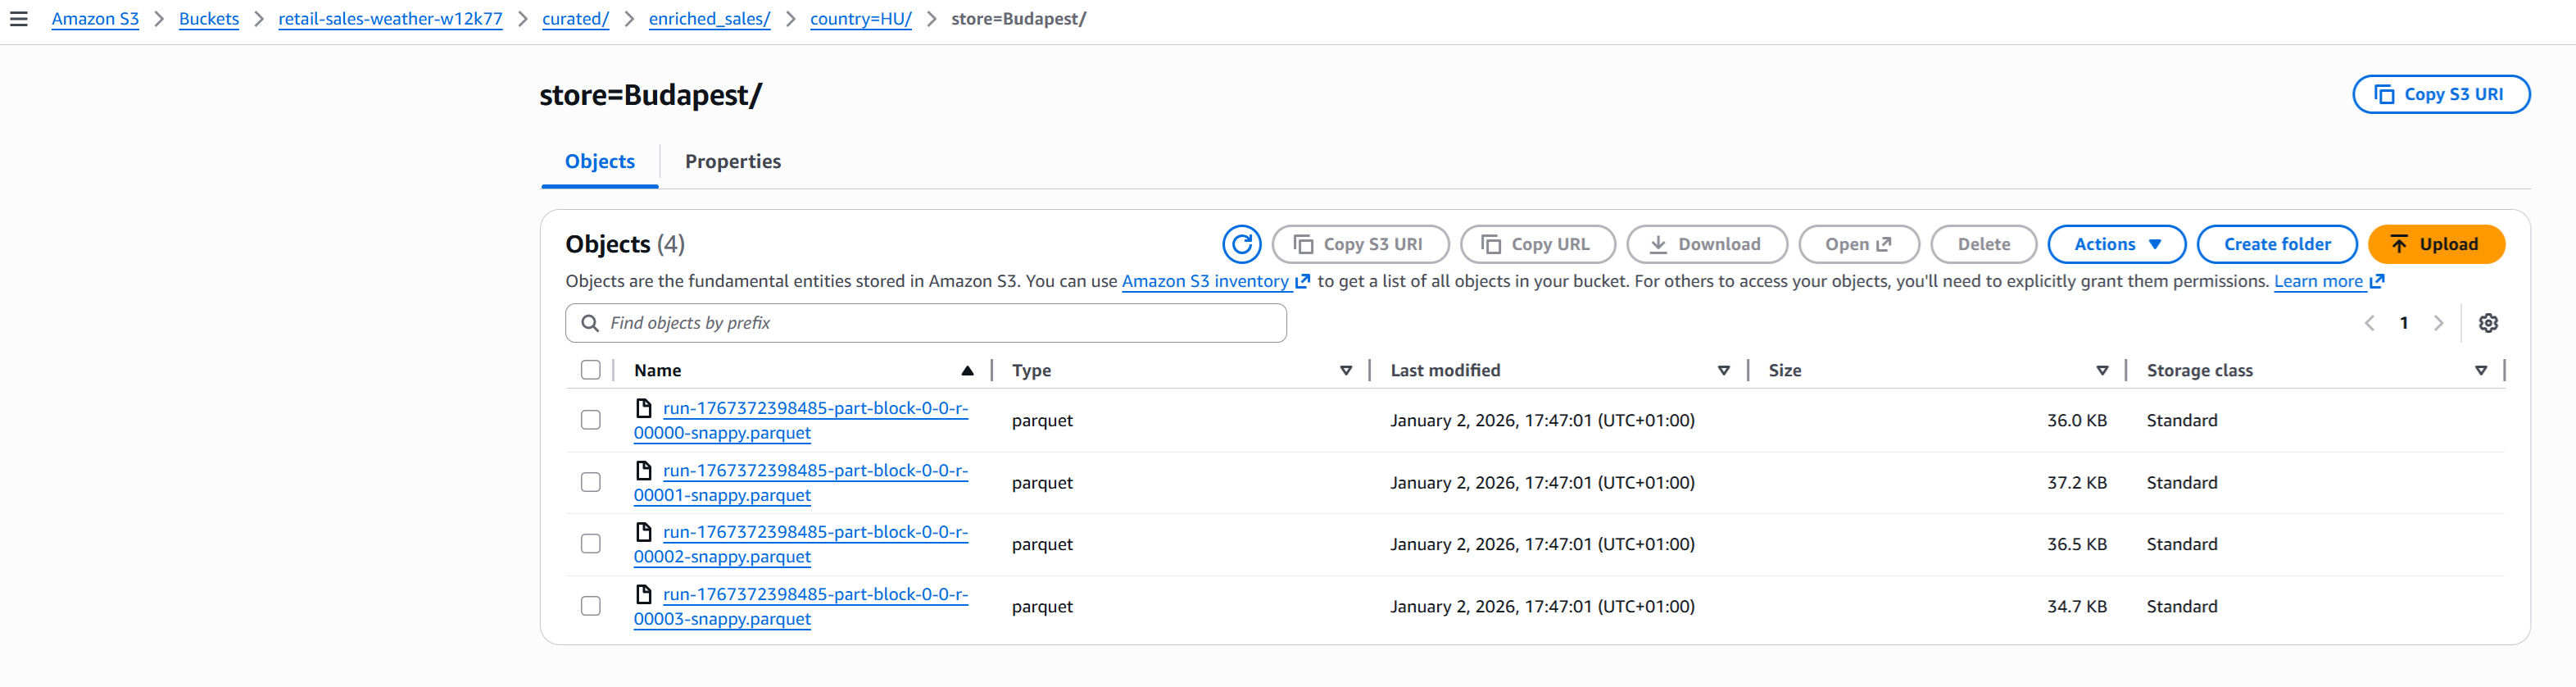 Amazon S3 > Buckets > retail-sales-weather-w12k77 > curated/ > enriched_sales/ > country=HU/ > store=Budapest/
store=Budapest/
Copy S3 URI
Objects Properties
Objects (4)
Copy S3 URI Copy URL Download Open Delete Actions Create folder Upload
Objects are the fundamental entities stored in Amazon S3. You can use Amazon S3 inventory to get a list of all objects in your bucket. For others to access your objects, you'll need to explicitly grant them permissions. Learn more
Find objects by prefix
1
Name Type Last modified Size Storage class
run-1767372398485-part-block-0-0-r-
00000-snappy.parquet
parquet January 2, 2026, 17:47:01 (UTC+01:00) 36.0 KB Standard
run-1767372398485-part-block-0-0-r-
00001-snappy.parquet
parquet January 2, 2026, 17:47:01 (UTC+01:00) 37.2 KB Standard
run-1767372398485-part-block-0-0-r-
00002-snappy.parquet
parquet January 2, 2026, 17:47:01 (UTC+01:00) 36.5 KB Standard
run-1767372398485-part-block-0-0-r-
00003-snappy.parquet
parquet January 2, 2026, 17:47:01 (UTC+01:00) 34.7 KB Standard